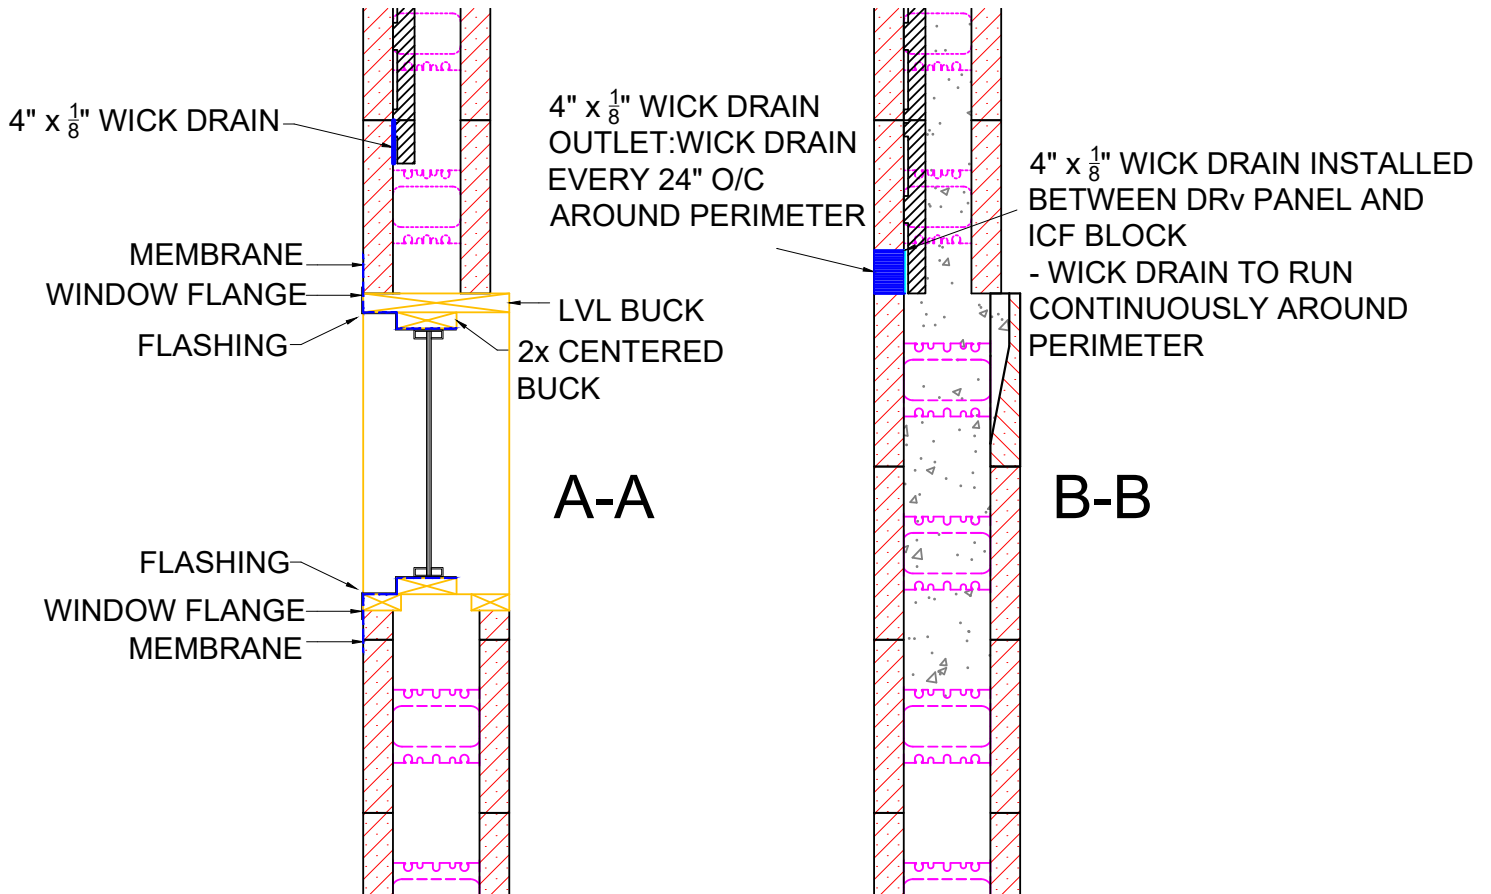 4" x 1/8" WICK DRAIN
MEMBRANE
WINDOW FLANGE
FLASHING
LVL BUCK
2x CENTERED
BUCK
A-A
FLASHING
WINDOW FLANGE
MEMBRANE
4" x 1/8" WICK DRAIN
OUTLET:WICK DRAIN
EVERY 24" O/C
AROUND PERIMETER
4" x 1/8" WICK DRAIN INSTALLED
BETWEEN DRv PANEL AND
ICF BLOCK
- WICK DRAIN TO RUN
CONTINUOUSLY AROUND
PERIMETER
B-B